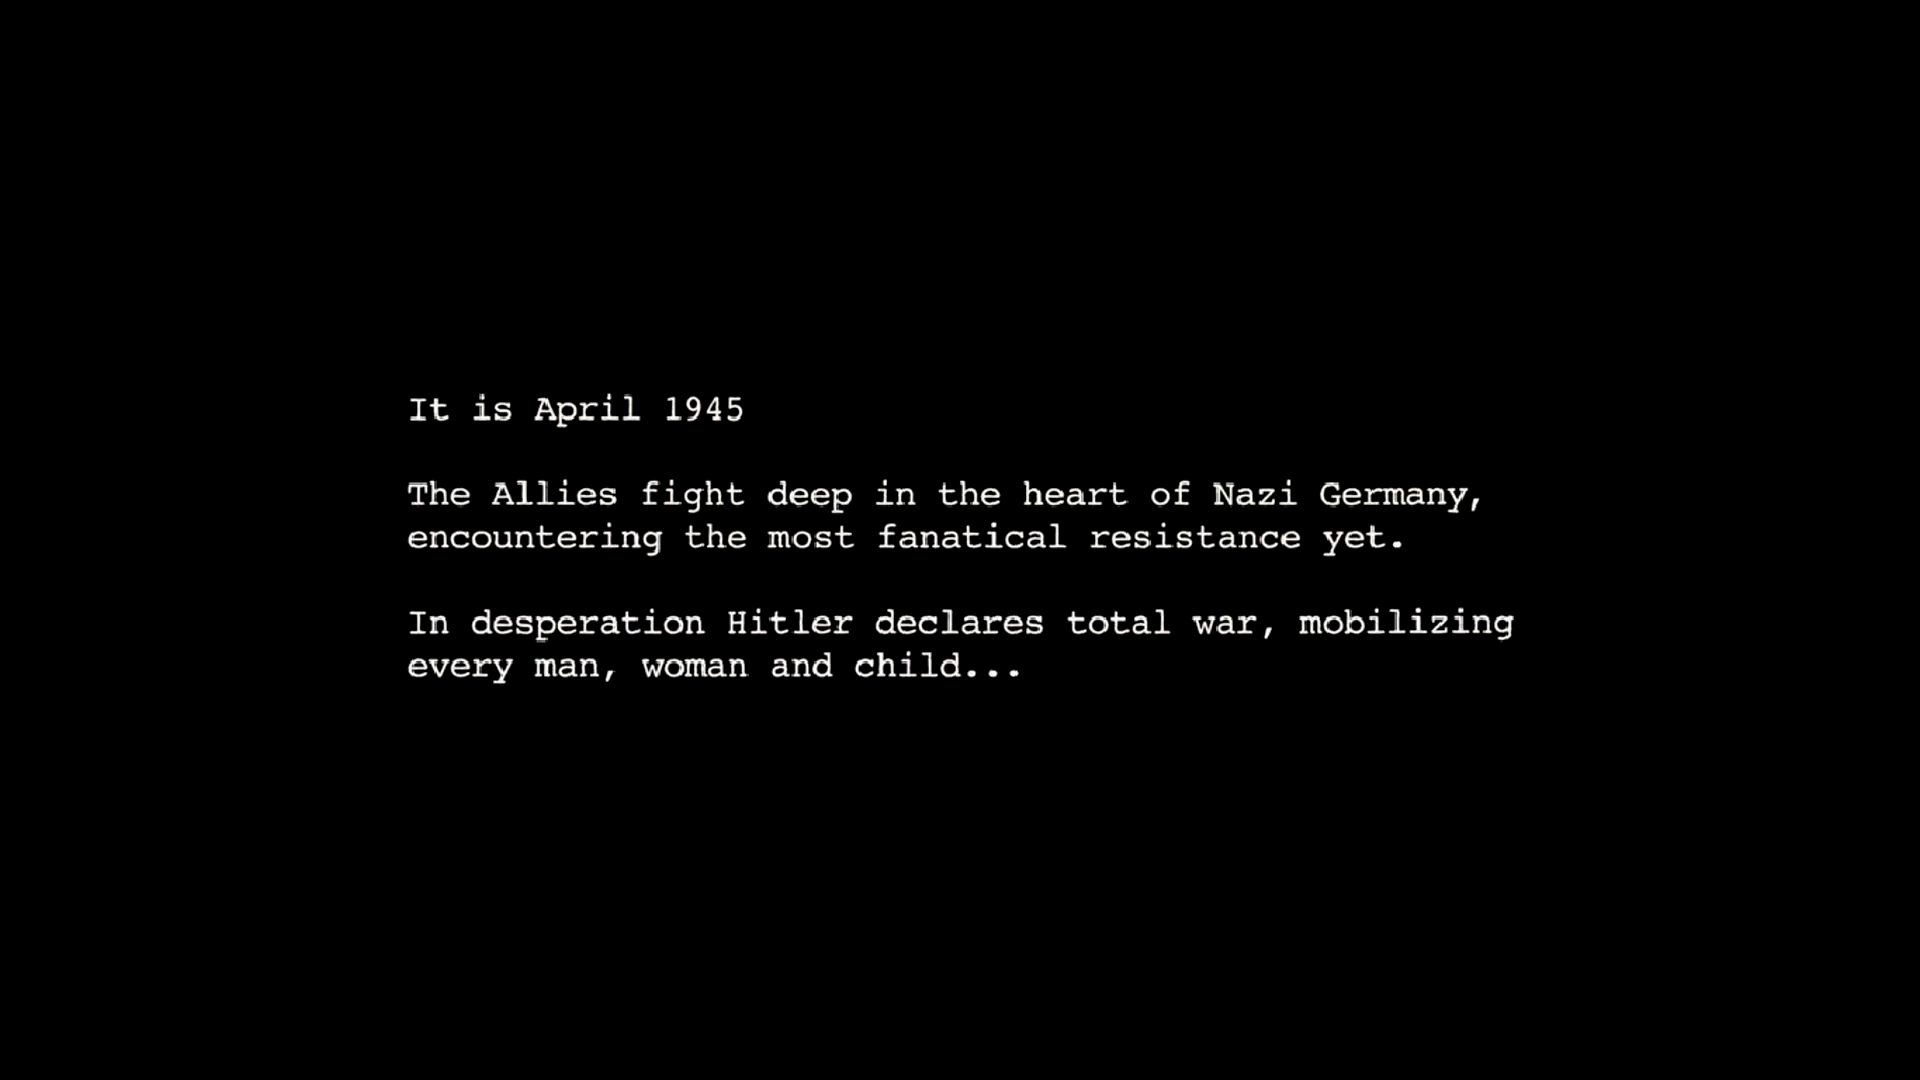 It is April 1945
The Allies fight deep in the heart of Nazi Germany,
encountering the most fanatical resistance yet.
In desperation Hitler declares total war, mobilizing
every man, woman and child...